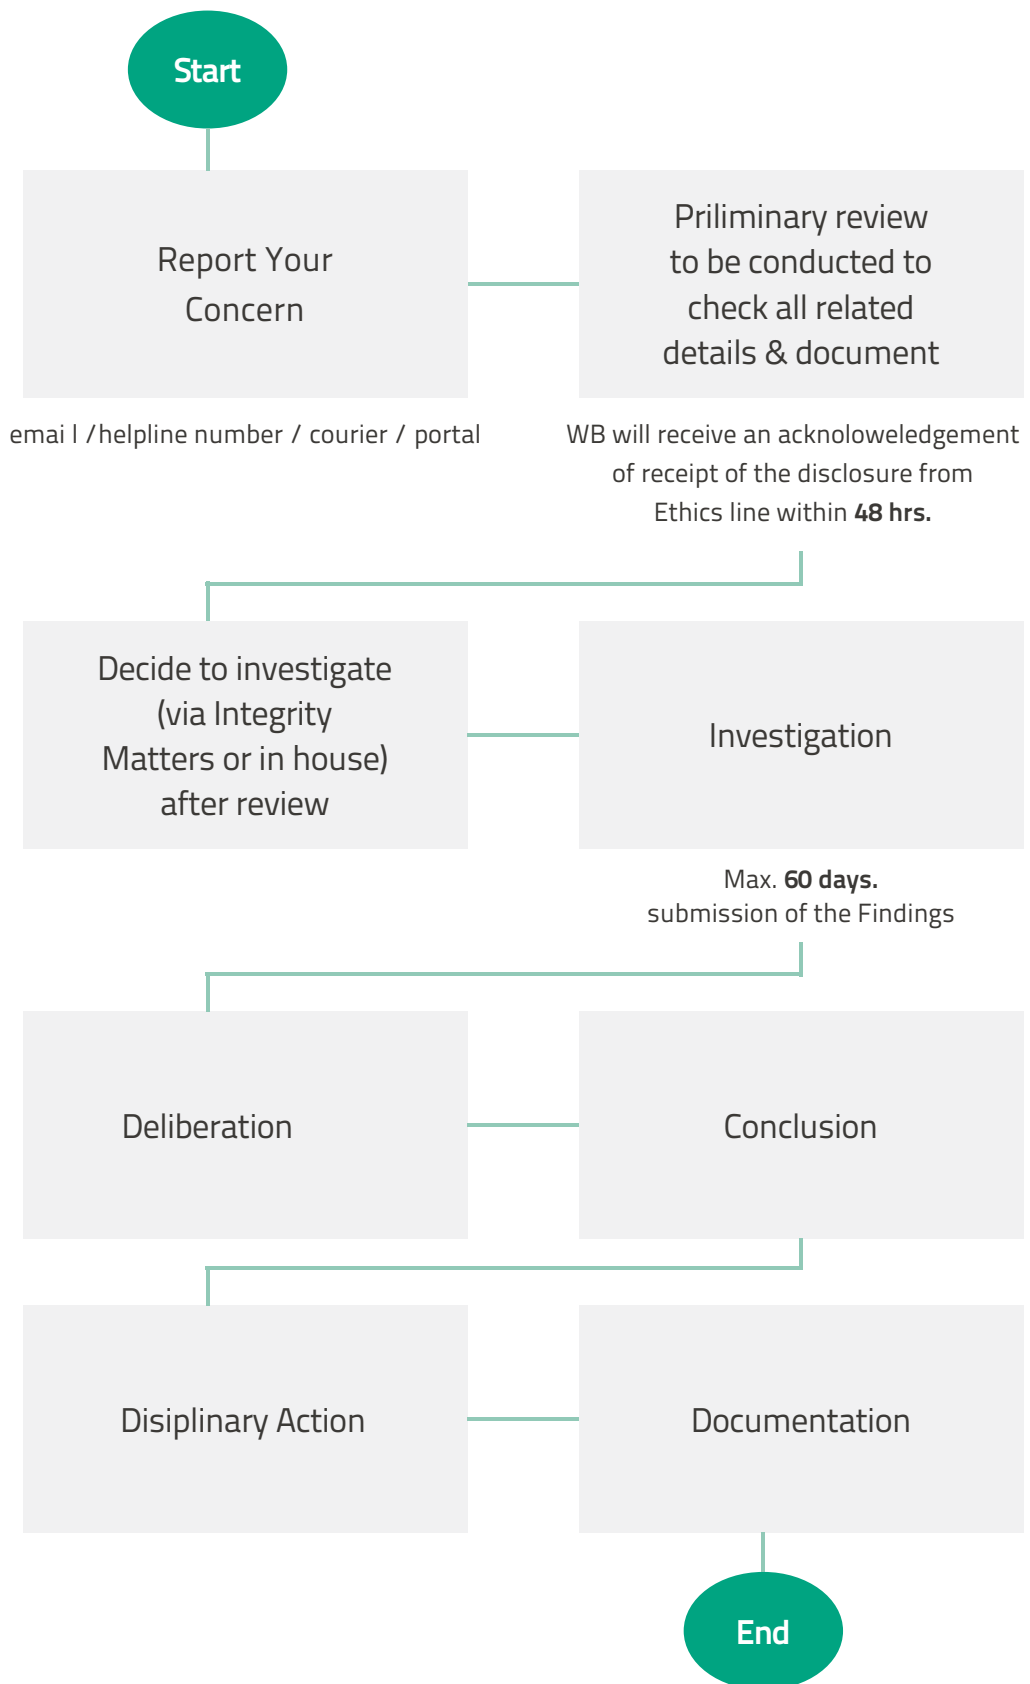 Start
Report Your
Concern
Priliminary review
to be conducted to
check all related
details & document
emai l /helpline number / courier / portal
WB will receive an acknoloweledgement
of receipt of the disclosure from
Ethics line within 48 hrs.
Decide to investigate
(via Integrity
Matters or in house)
after review
Investigation
Max. 60 days.
submission of the Findings
Deliberation
Conclusion
Disiplinary Action
Documentation
End